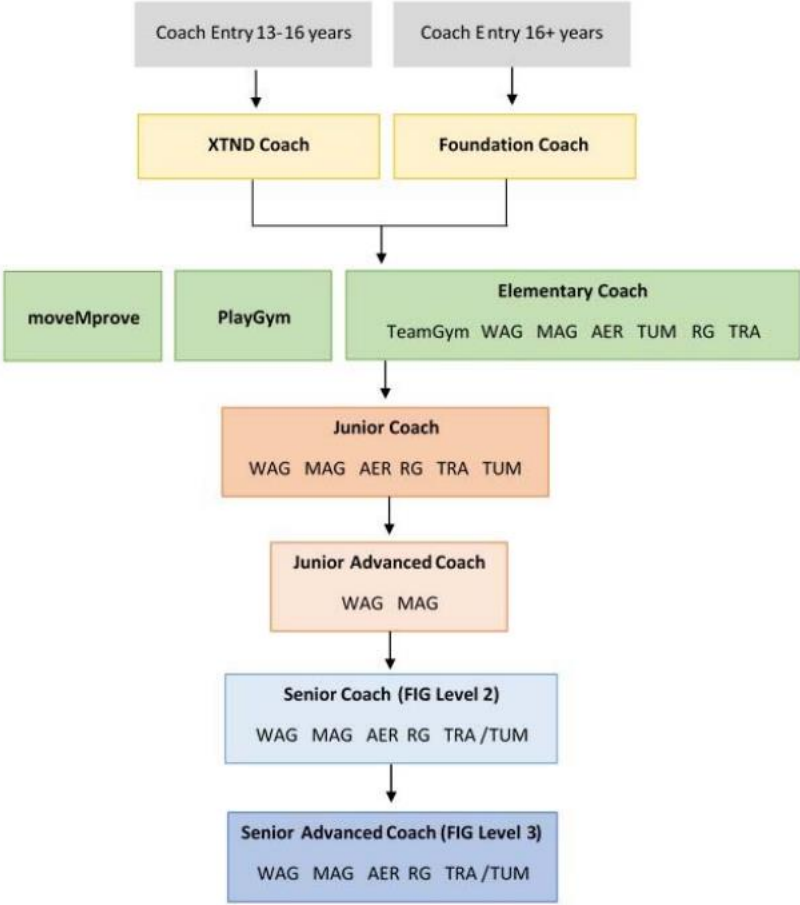 Coach Entry 13-16 years
Coach Entry 16+ years
XTND Coach
Foundation Coach
moveMprove
PlayGym
Elementary Coach
TeamGym WAG MAG AER TUM RG TRA
Junior Coach
WAG MAG AER RG TRA TUM
Junior Advanced Coach
WAG MAG
Senior Coach (FIG Level 2)
WAG MAG AER RG TRA /TUM
Senior Advanced Coach (FIG Level 3)
WAG MAG AER RG TRA /TUM